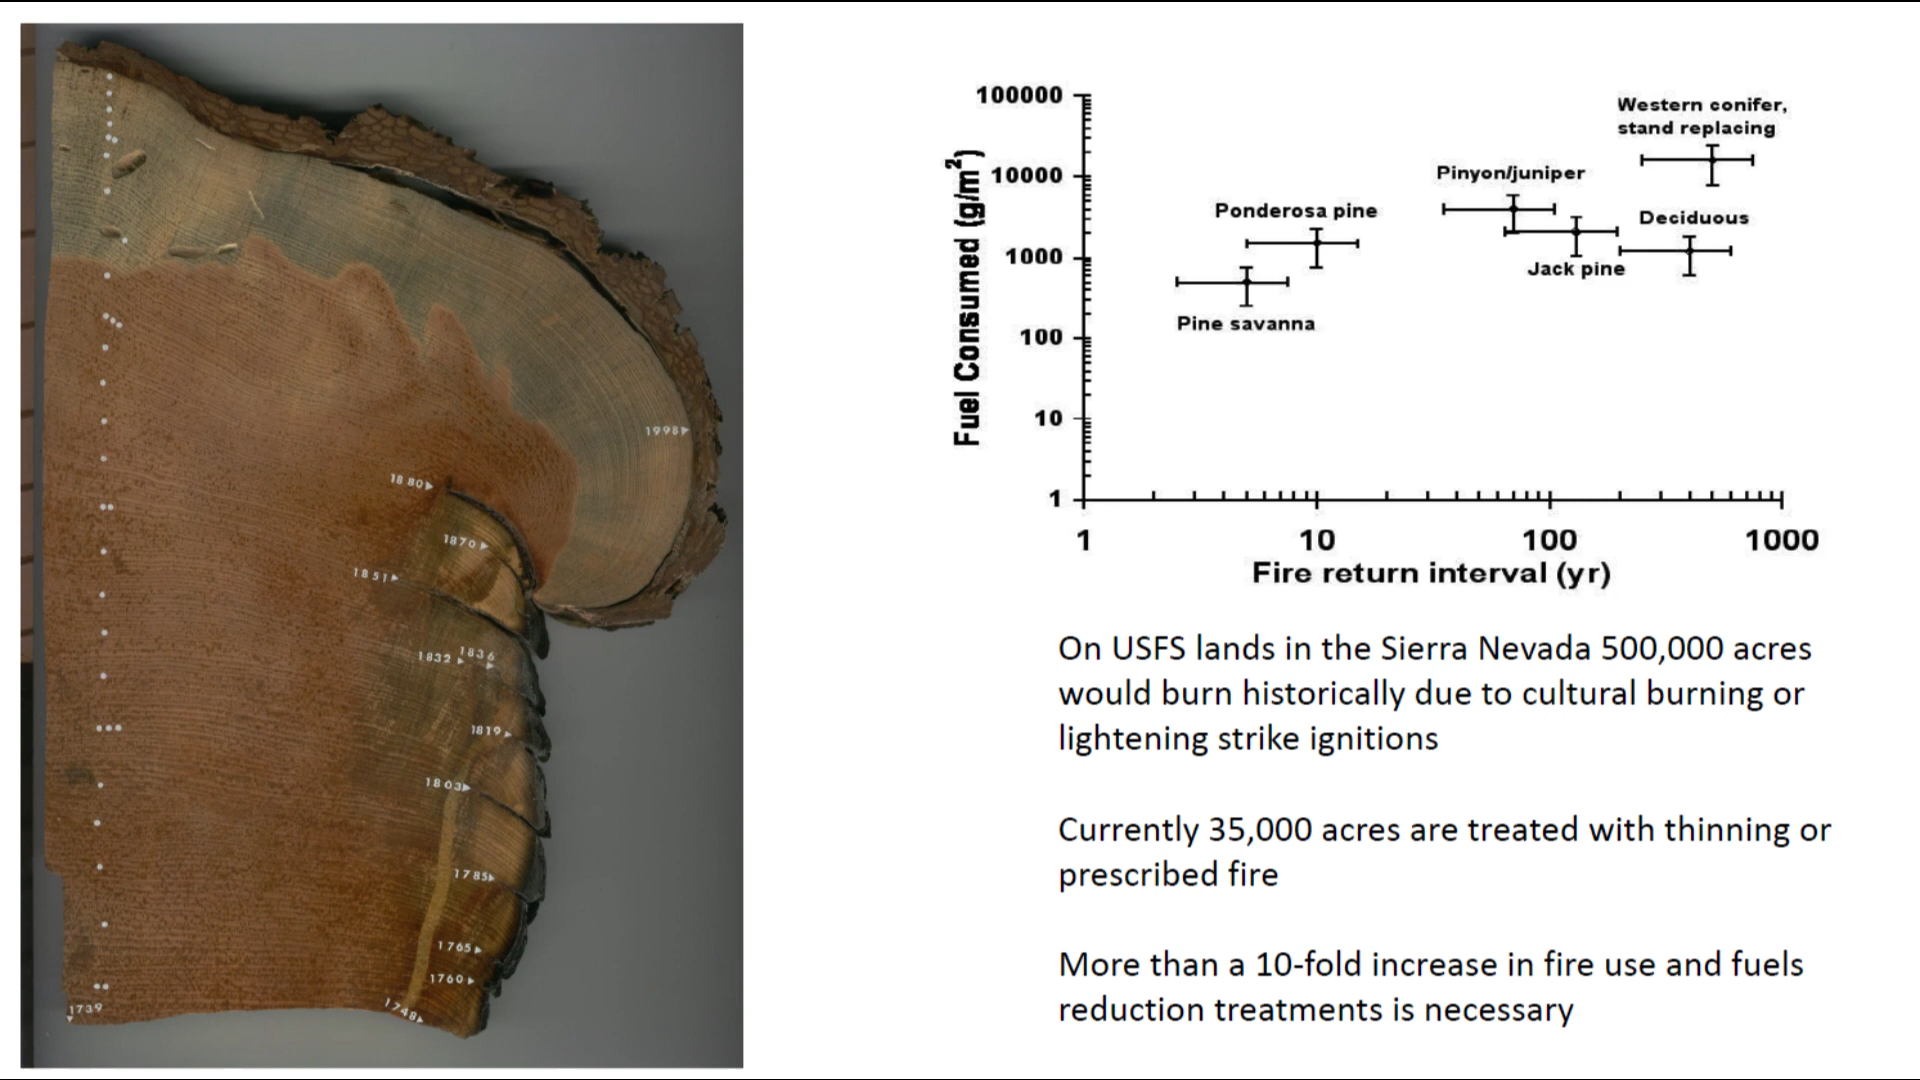 1998
1880
1870
1851
1836
1832
1819
1803
1785
1765
1760
1748
1739
Fuel Consumed (g/m²)
100000
10000
1000
100
10
1
1 10 100 1000
Fire return interval (yr)
Western conifer,
stand replacing
Pinyon/juniper
Ponderosa pine
Deciduous
Jack pine
Pine savanna
On USFS lands in the Sierra Nevada 500,000 acres
would burn historically due to cultural burning or
lightening strike ignitions
Currently 35,000 acres are treated with thinning or
prescribed fire
More than a 10-fold increase in fire use and fuels
reduction treatments is necessary